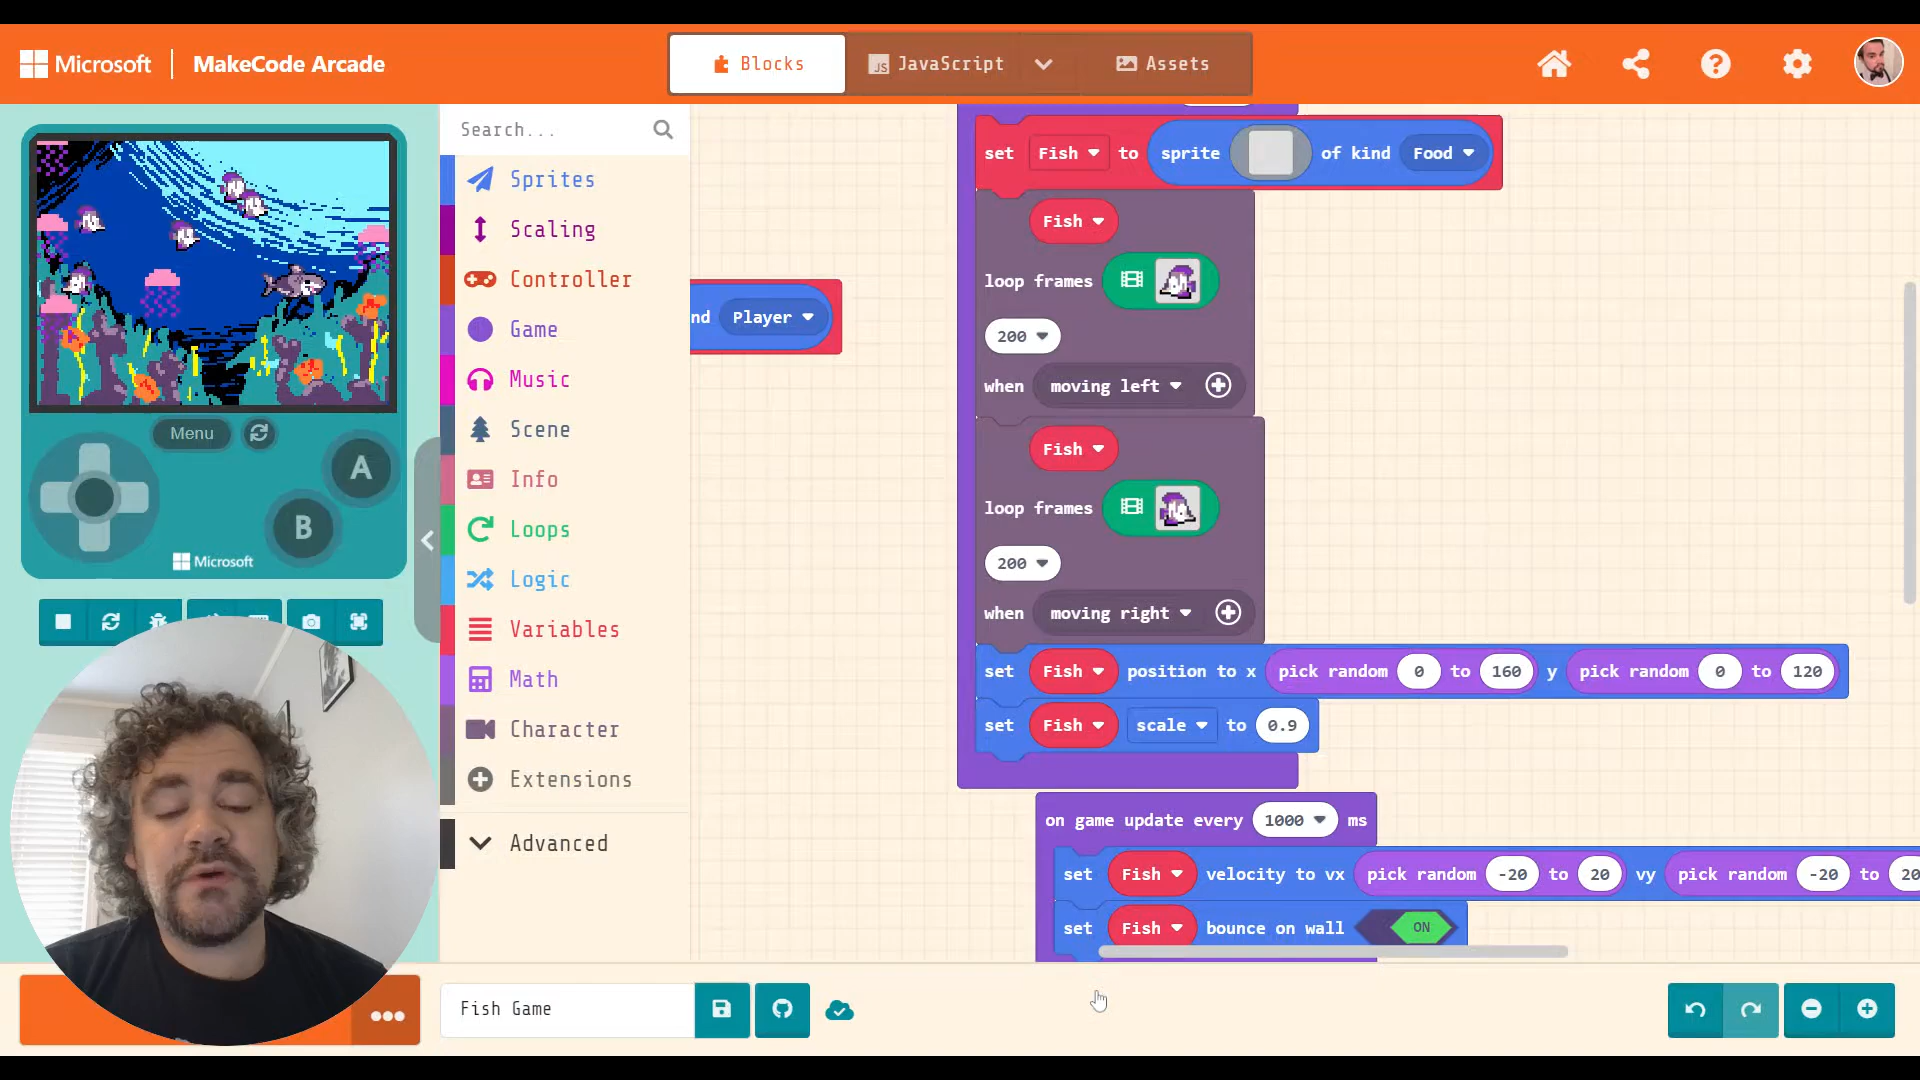 Microsoft | MakeCode Arcade
Blocks
JavaScript
Assets
Search...
Sprites
Scaling
Controller
Game
Music
Scene
Info
Loops
Logic
Variables
Math
Character
Extensions
Advanced
Menu
A
B
Microsoft
nd Player
set Fish to sprite of kind Food
Fish
loop frames
200
when moving left
Fish
loop frames
200
when moving right
set Fish position to x pick random 0 to 160 y pick random 0 to 120
set Fish scale to 0.9
on game update every 1000 ms
set Fish velocity to vx pick random -20 to 20 vy pick random -20 to 20
set Fish bounce on wall ON
Fish Game